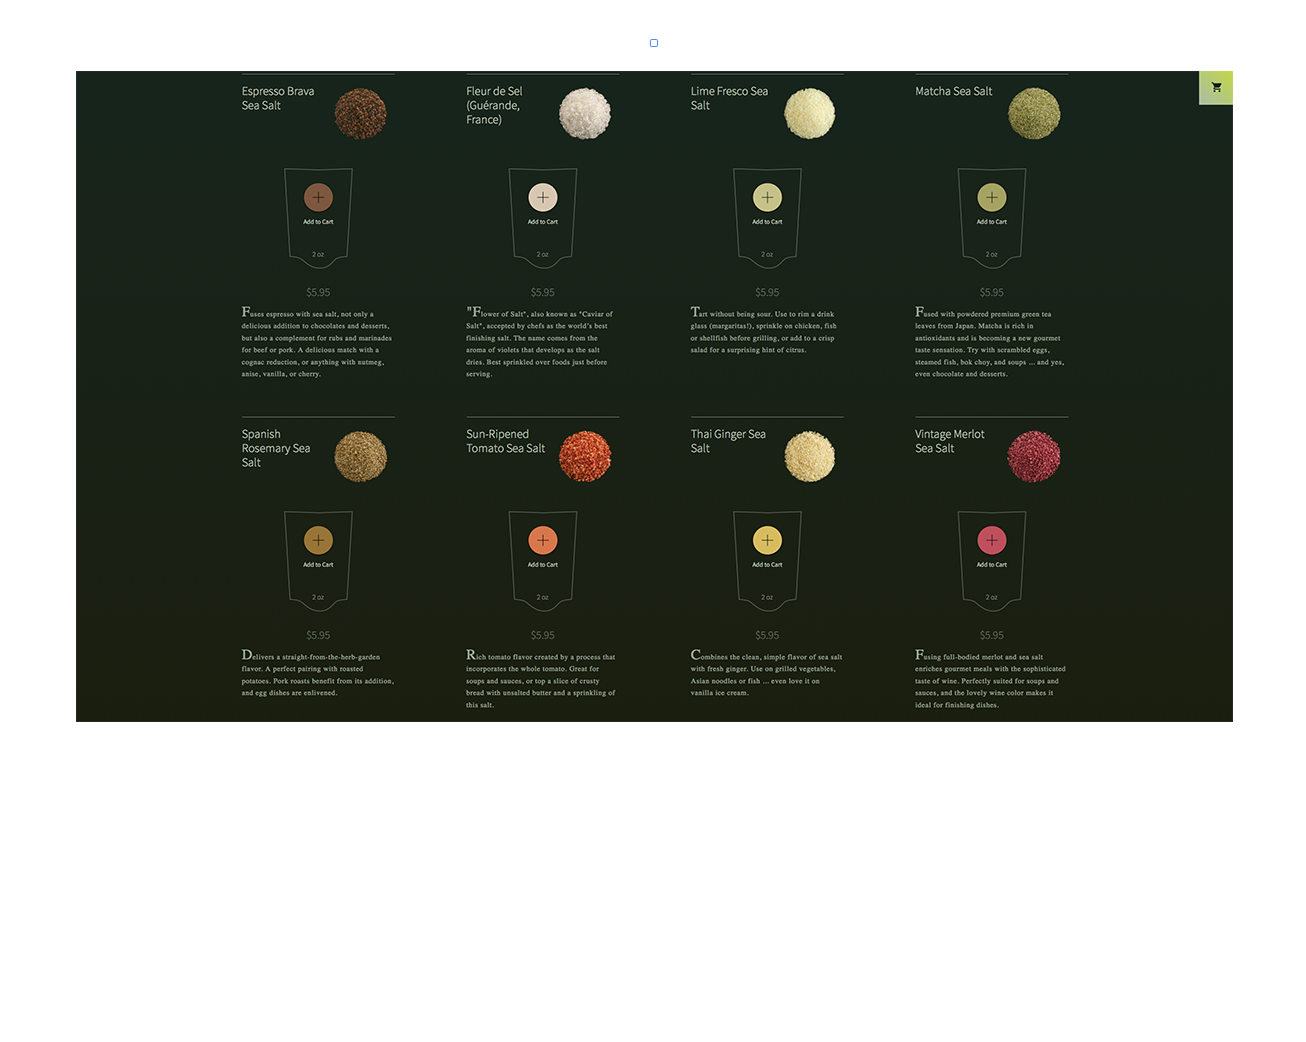 Espresso Brava
Sea Salt
Add to Cart
2 oz
$5.95
Fuses espresso with sea salt, not only a
delicious addition to chocolates and desserts,
but also a complement for rubs and marinades
for beef or pork. A delicious match with a
cognac reduction, or anything with nutmeg,
anise, vanilla, or cherry.
Fleur de Sel
(Guérande,
France)
Add to Cart
2 oz
$5.95
"Flower of Salt", also known as "Caviar of
Salt", accepted by chefs as the world's best
finishing salt. The name comes from the
aroma of violets that develops as the salt
dries. Best sprinkled over foods just before
serving.
Lime Fresco Sea
Salt
Add to Cart
2 oz
$5.95
Tart without being sour. Use to rim a drink
glass (margaritas!), sprinkle on chicken, fish
or shellfish before grilling, or add to a crisp
salad for a surprising hint of citrus.
Matcha Sea Salt
Add to Cart
2 oz
$5.95
Fused with powdered premium green tea
leaves from Japan. Matcha is rich in
antioxidants and is becoming a new gourmet
taste sensation. Try with scrambled eggs,
steamed fish, bok choy, and soups ... and yes,
even chocolate and desserts.
Spanish
Rosemary Sea
Salt
Add to Cart
2 oz
$5.95
Delivers a straight-from-the-herb-garden
flavor. A perfect pairing with roasted
potatoes. Pork roasts benefit from its addition,
and egg dishes are enlivened.
Sun-Ripened
Tomato Sea Salt
Add to Cart
2 oz
$5.95
Rich tomato flavor created by a process that
incorporates the whole tomato. Great for
soups and sauces, or top a slice of crusty
bread with unsalted butter and a sprinkling of
this salt.
Thai Ginger Sea
Salt
Add to Cart
2 oz
$5.95
Combines the clean, simple flavor of sea salt
with fresh ginger. Use on grilled vegetables,
Asian noodles or fish ... even love it on
vanilla ice cream.
Vintage Merlot
Sea Salt
Add to Cart
2 oz
$5.95
Fusing full-bodied merlot and sea salt
enriches gourmet meals with the sophisticated
taste of wine. Perfectly suited for soups and
sauces, and the lovely wine color makes it
ideal for finishing dishes.